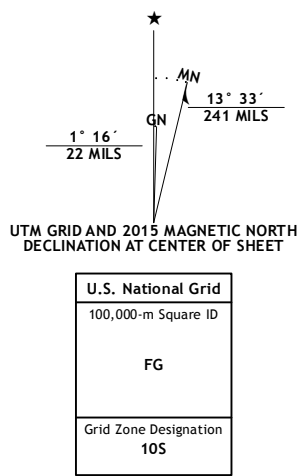 ★
MN
GN
13° 33´
241 MILS
1° 16´
22 MILS
UTM GRID AND 2015 MAGNETIC NORTH
DECLINATION AT CENTER OF SHEET
U.S. National Grid
100,000-m Square ID
FG
Grid Zone Designation
10S